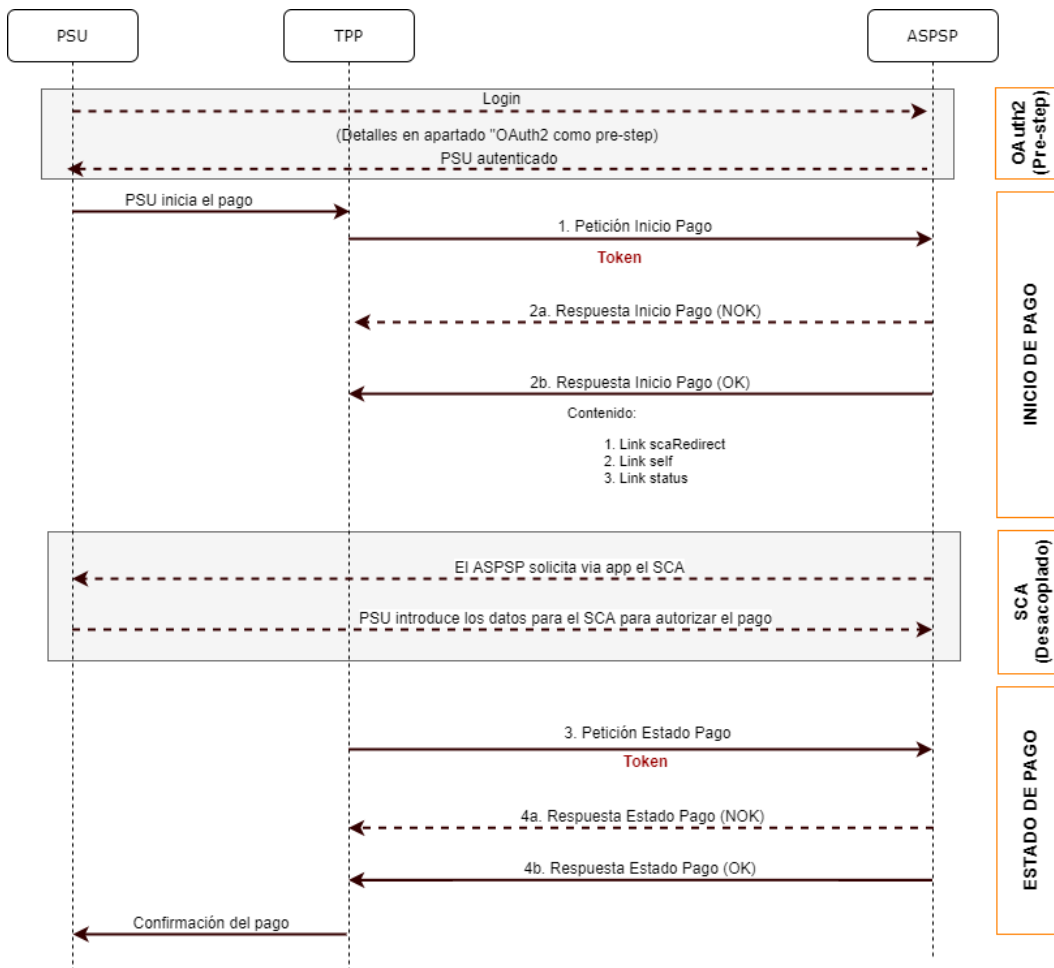 PSU
TPP
ASPSP
Login
(Detalles en apartado "OAuth2 como pre-step)
PSU autenticado
OAuth2
(Pre-step)
PSU inicia el pago
1. Petición Inicio Pago
Token
2a. Respuesta Inicio Pago (NOK)
2b. Respuesta Inicio Pago (OK)
Contenido:
1. Link scaRedirect
2. Link self
3. Link status
INICIO DE PAGO
El ASPSP solicita via app el SCA
PSU introduce los datos para el SCA para autorizar el pago
SCA
(Desacoplado)
3. Petición Estado Pago
Token
4a. Respuesta Estado Pago (NOK)
4b. Respuesta Estado Pago (OK)
Confirmación del pago
ESTADO DE PAGO